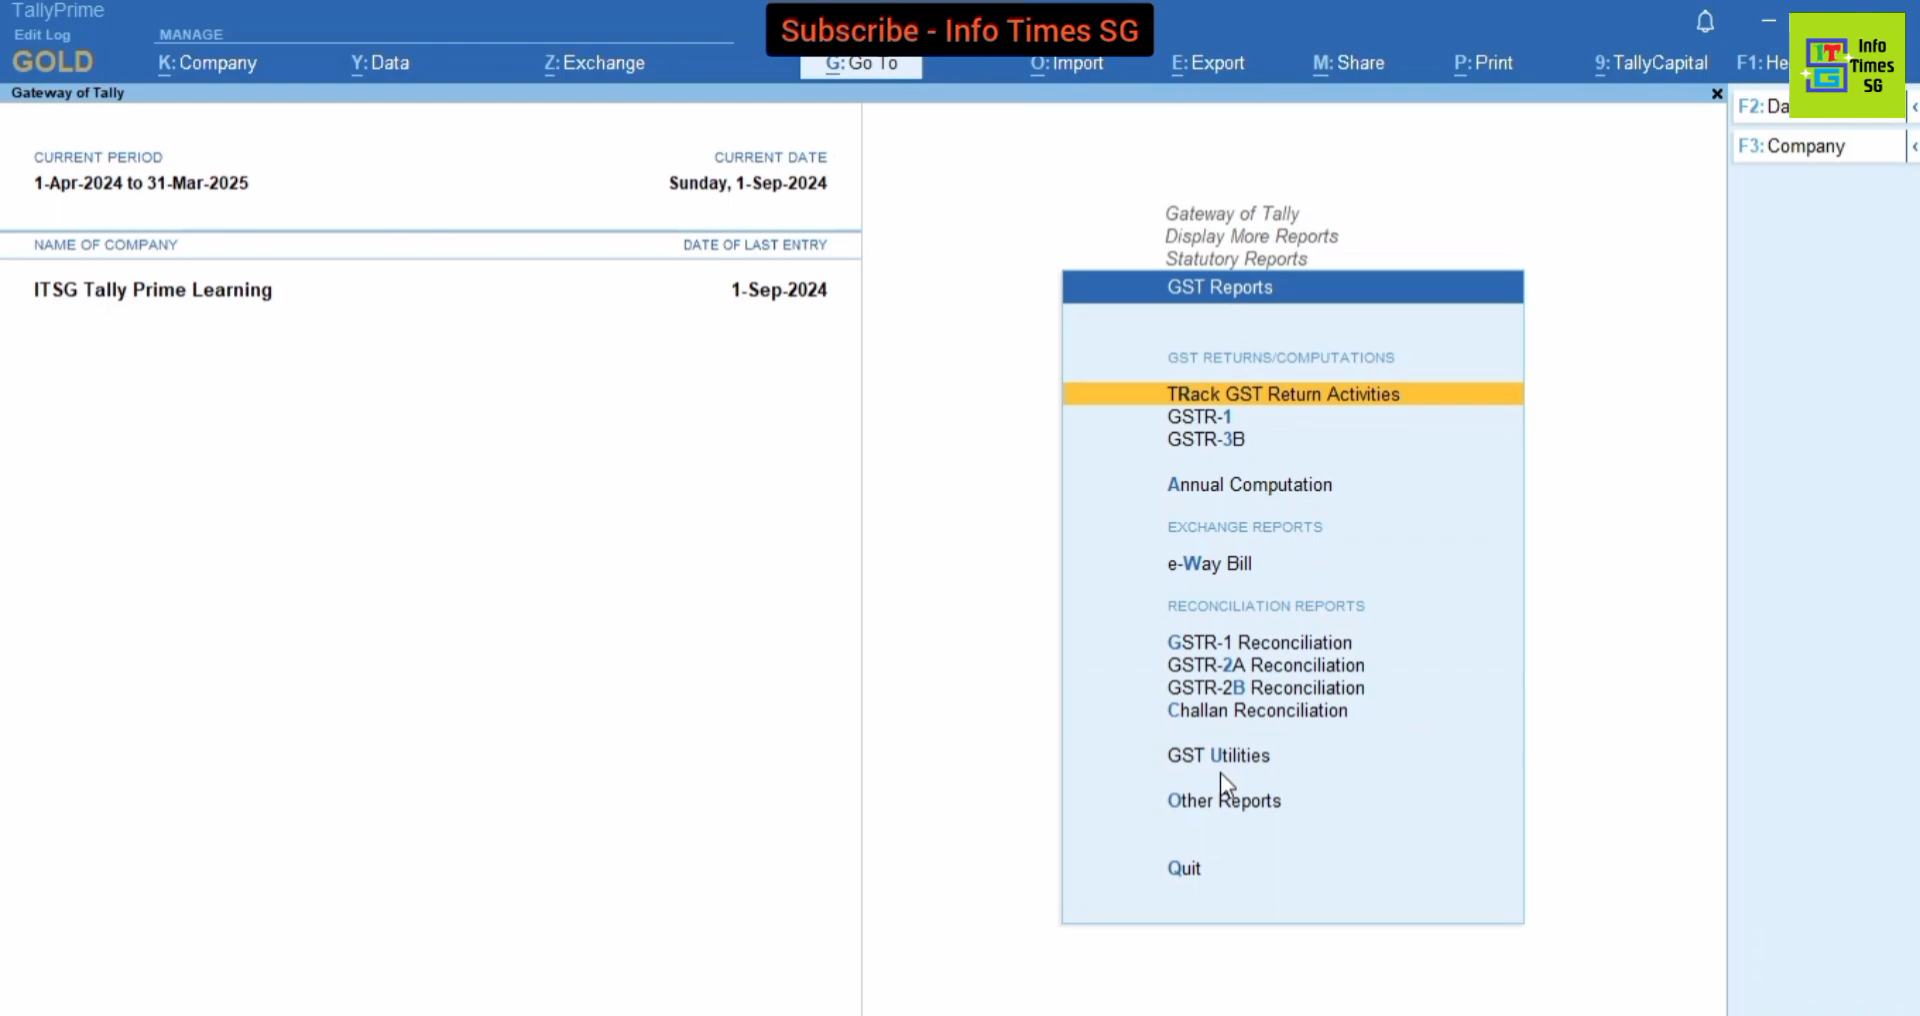 TallyPrime
Edit Log
GOLD
MANAGE
K: Company
Y: Data
Z: Exchange
Subscribe - Info Times SG
G: Go To
O: Import
E: Export
M: Share
P: Print
9: TallyCapital
F1: He
Info
Times
SG
Gateway of Tally
F2: Da
F3: Company
CURRENT PERIOD
CURRENT DATE
1-Apr-2024 to 31-Mar-2025
Sunday, 1-Sep-2024
NAME OF COMPANY
DATE OF LAST ENTRY
ITSG Tally Prime Learning
1-Sep-2024
Gateway of Tally
Display More Reports
Statutory Reports
GST Reports
GST RETURNS/COMPUTATIONS
TRack GST Return Activities
GSTR-1
GSTR-3B
Annual Computation
EXCHANGE REPORTS
e-Way Bill
RECONCILIATION REPORTS
GSTR-1 Reconciliation
GSTR-2A Reconciliation
GSTR-2B Reconciliation
Challan Reconciliation
GST Utilities
Other Reports
Quit